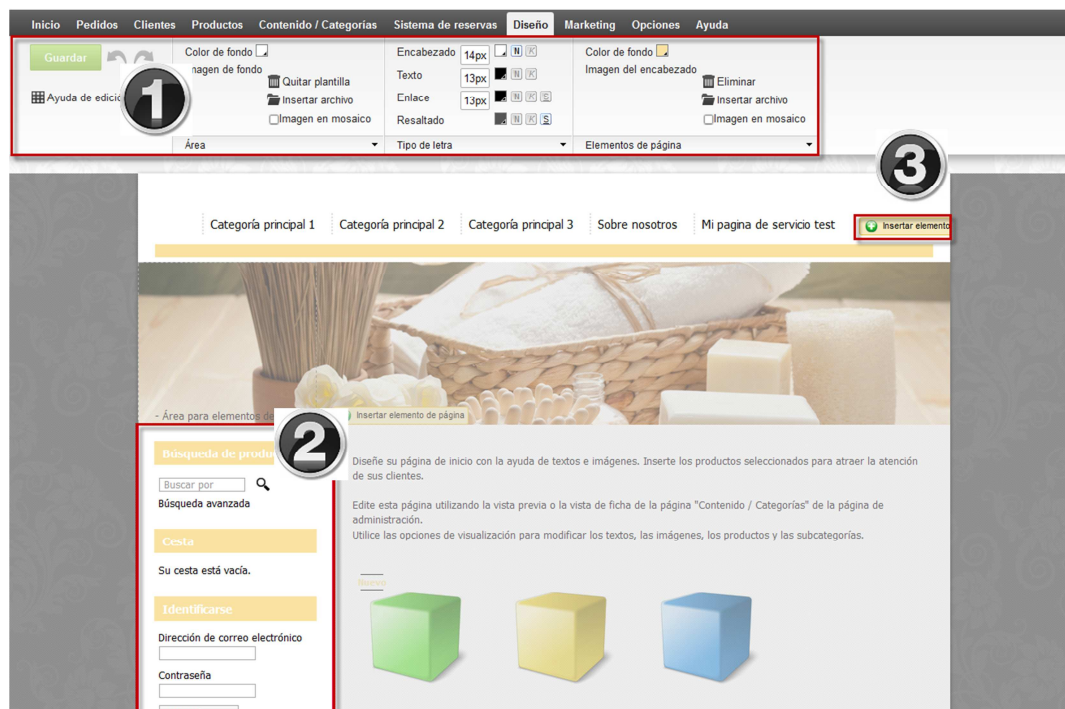 Inicio Pedidos Clientes Productos Contenido / Categorías Sistema de reservas Diseño Marketing Opciones Ayuda
Guardar
Ayuda de edició
1
Color de fondo
magen de fondo
Quitar plantilla
Insertar archivo
Imagen en mosaico
Área
Encabezado 14px N K
Texto 13px N K
Enlace 13px N K S
Resaltado N K S
Tipo de letra
Color de fondo
Imagen del encabezado
Eliminar
Insertar archivo
Imagen en mosaico
Elementos de página
3
Categoría principal 1 Categoría principal 2 Categoría principal 3 Sobre nosotros Mi pagina de servicio test Insertar elemento
- Área para elementos de Insertar elemento de página
2
Búsqueda de produ
Buscar por
Búsqueda avanzada
Cesta
Su cesta está vacía.
Identificarse
Dirección de correo electrónico
Contraseña
Diseñe su página de inicio con la ayuda de textos e imágenes. Inserte los productos seleccionados para atraer la atención
de sus clientes.
Edite esta página utilizando la vista previa o la vista de ficha de la página "Contenido / Categorías" de la página de
administración.
Utilice las opciones de visualización para modificar los textos, las imágenes, los productos y las subcategorías.
Nuevo